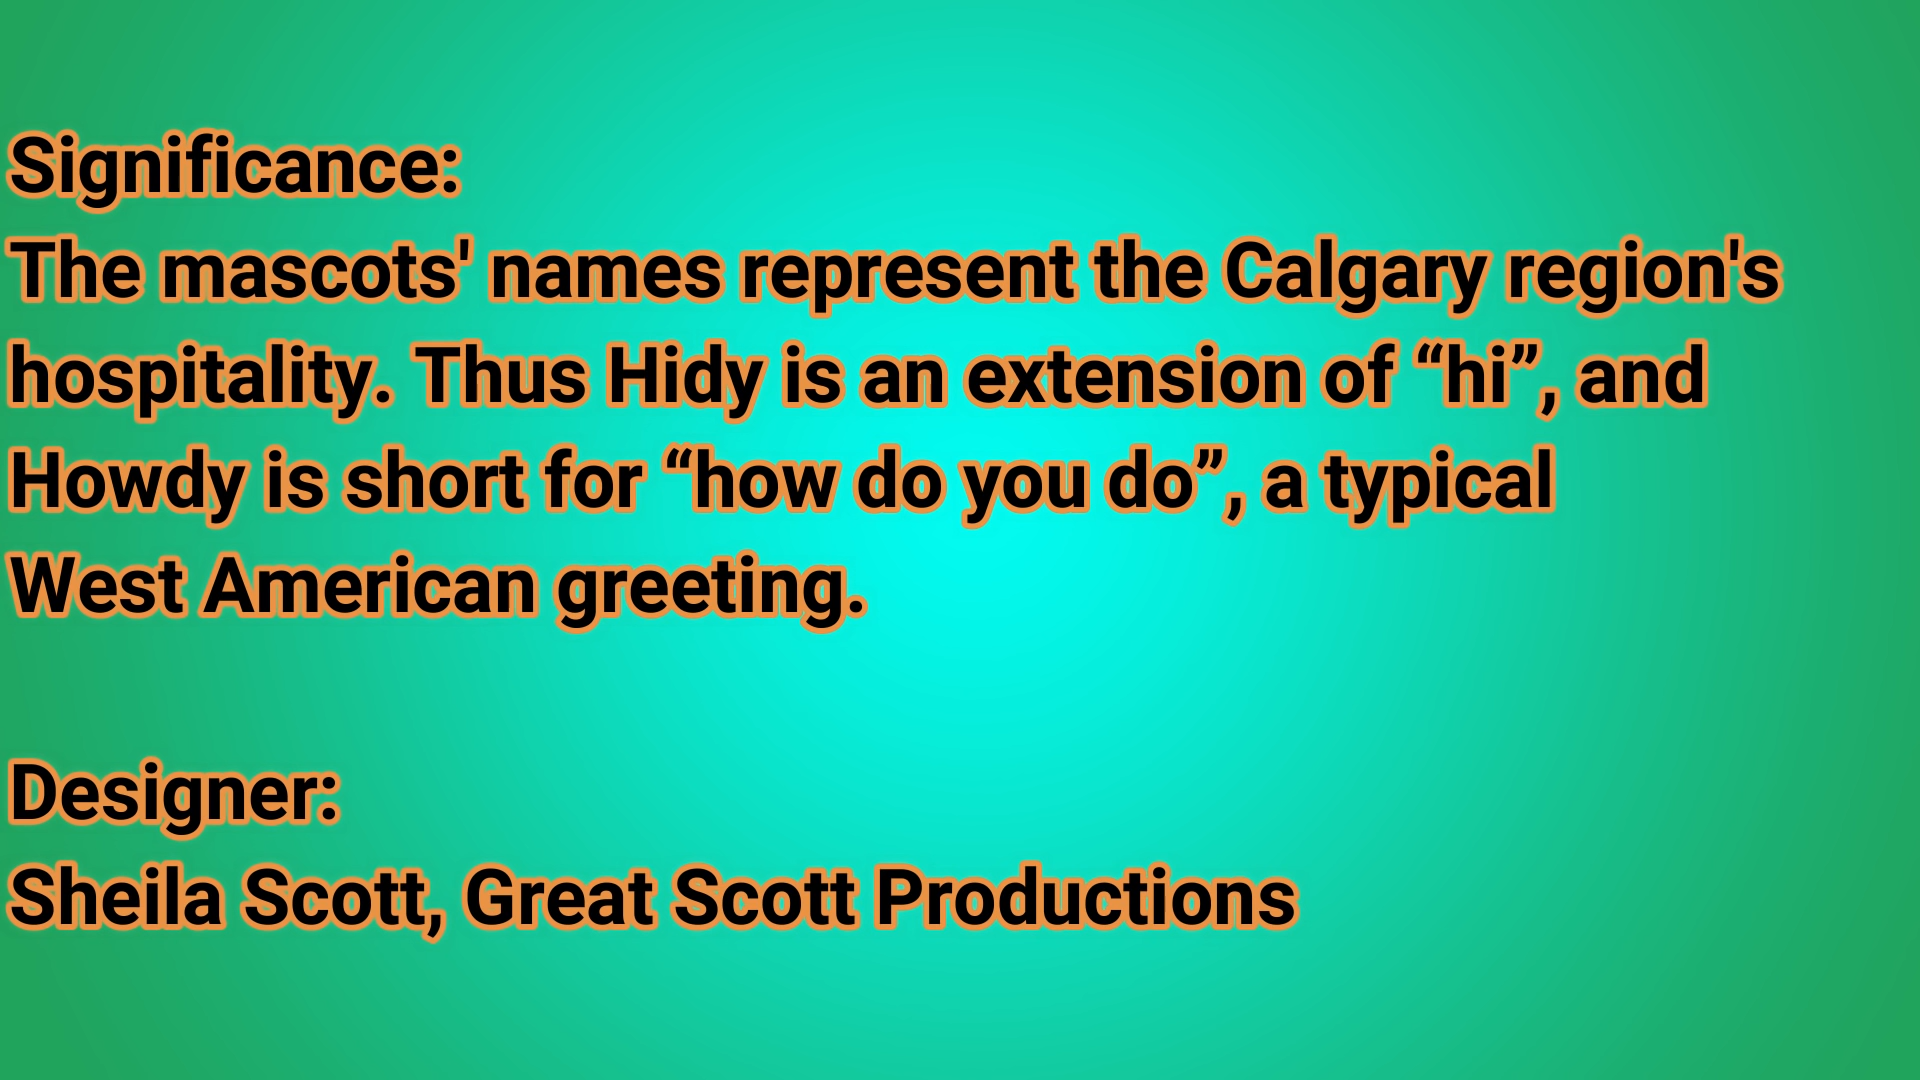 Significance:
The mascots' names represent the Calgary region's
hospitality. Thus Hidy is an extension of “hi”, and
Howdy is short for “how do you do”, a typical
West American greeting.
Designer:
Sheila Scott, Great Scott Productions